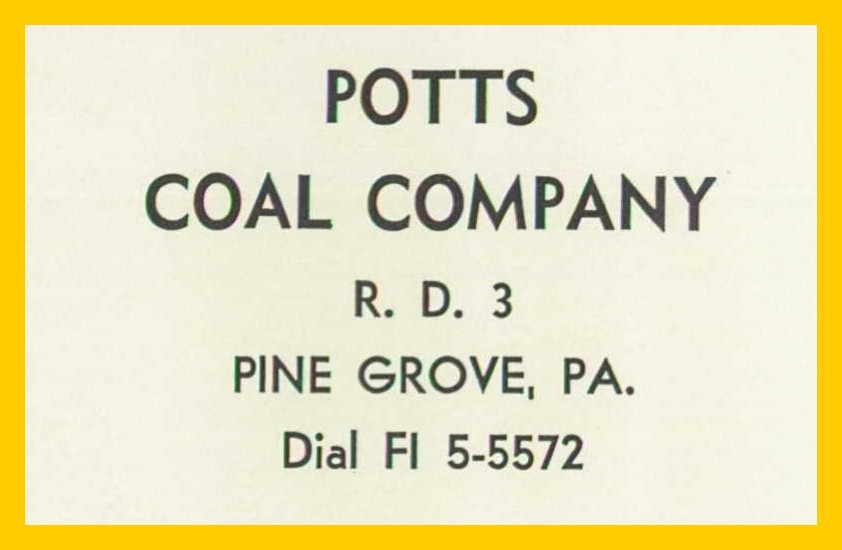 POTTS
COAL COMPANY
R. D. 3
PINE GROVE, PA.
Dial FI 5-5572